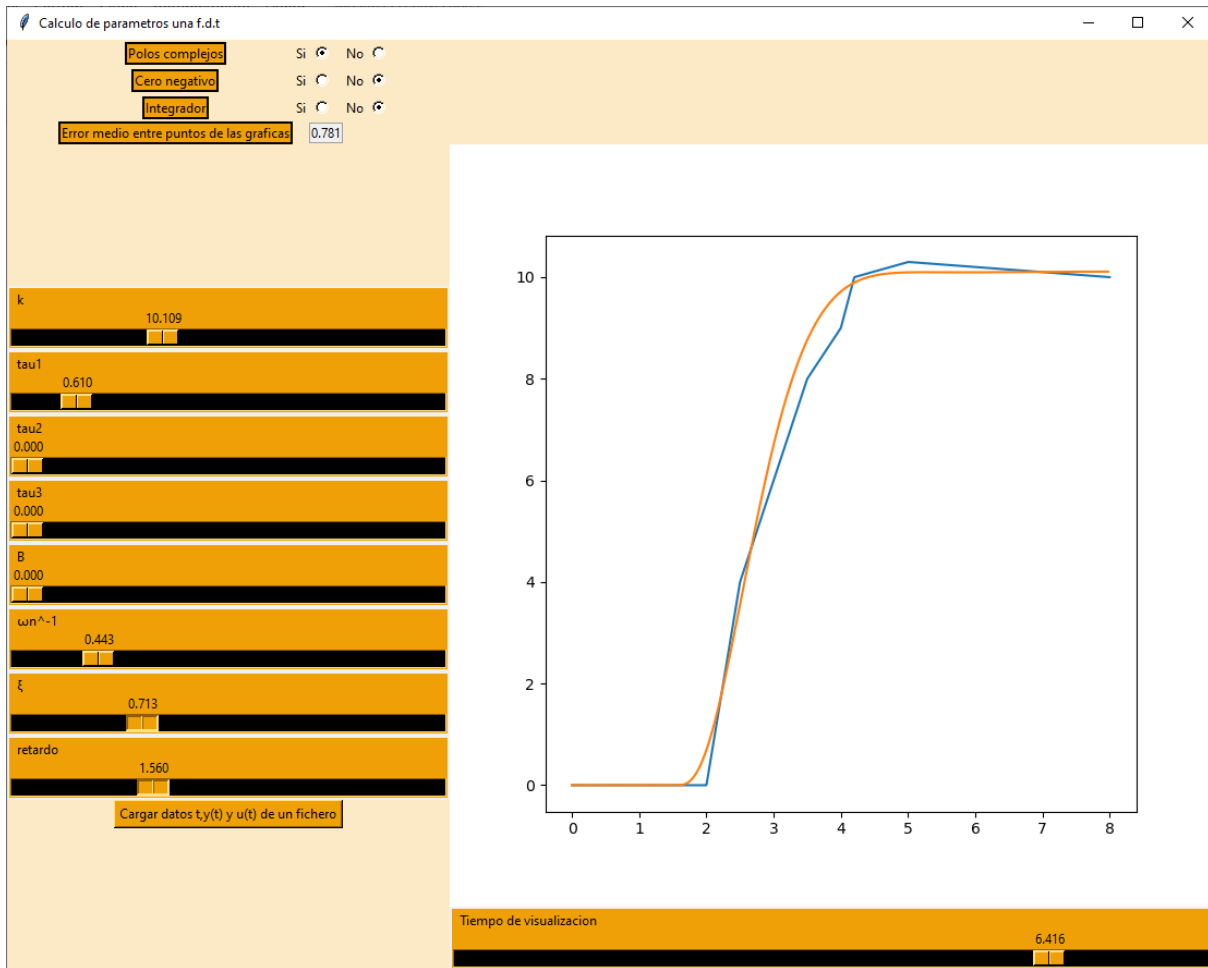 Calculo de parametros una f.d.t
Polos complejos Si No
Cero negativo Si No
Integrador Si No
Error medio entre puntos de las graficas 0.781
k
10.109
tau1
0.610
tau2
0.000
tau3
0.000
B
0.000
ωn^-1
0.443
ξ
0.713
retardo
1.560
Cargar datos t,y(t) y u(t) de un fichero
10
8
6
4
2
0
0 1 2 3 4 5 6 7 8
Tiempo de visualizacion
6.416